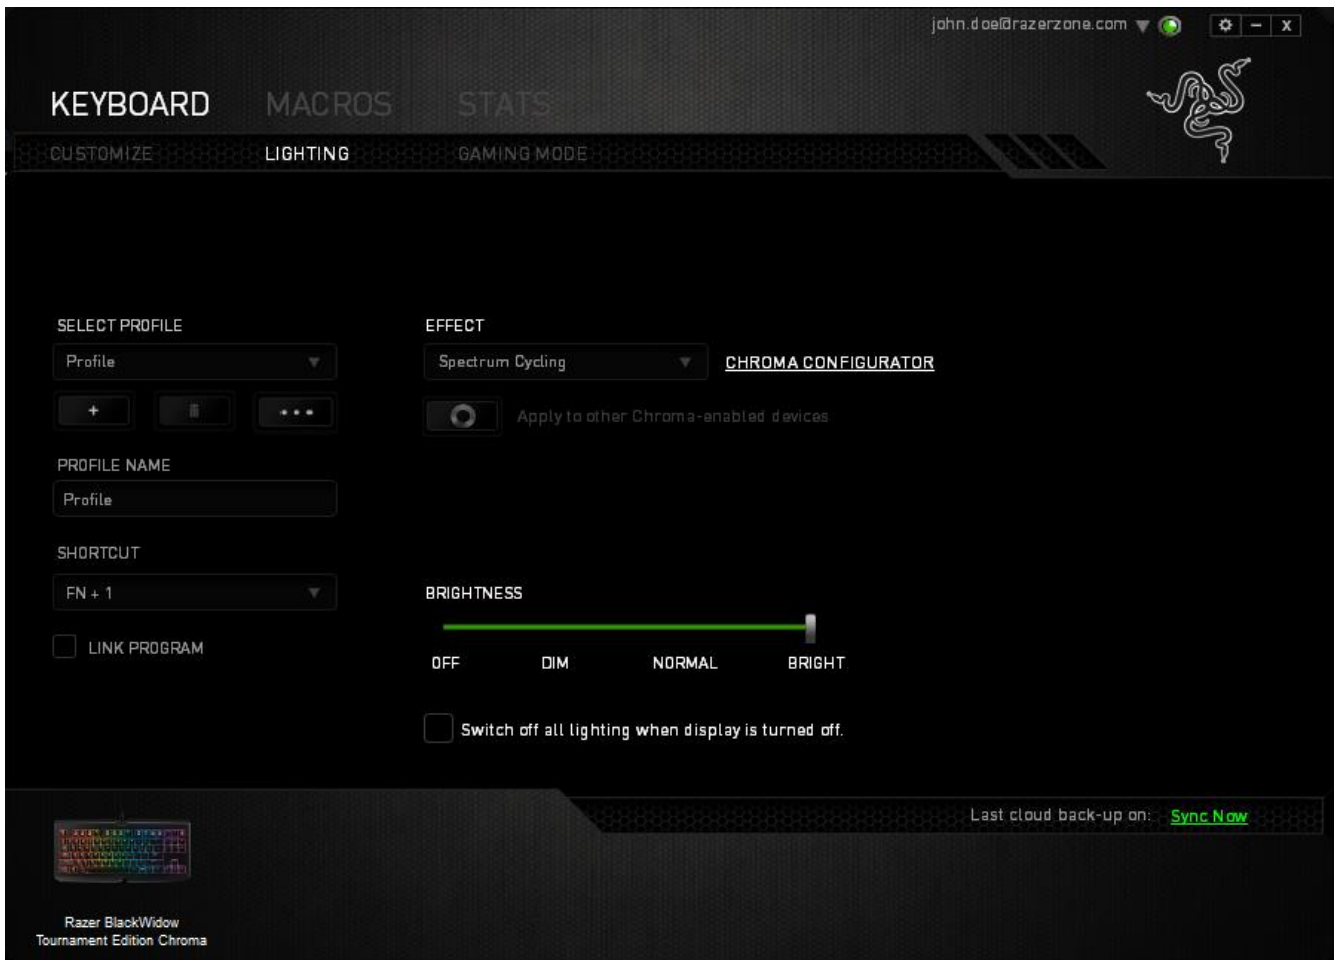 john.doe@razerzone.com
X
KEYBOARD MACROS STATS
CUSTOMIZE LIGHTING GAMING MODE
SELECT PROFILE
Profile
+ •••
PROFILE NAME
Profile
SHORTCUT
FN + 1
LINK PROGRAM
EFFECT
Spectrum Cycling
CHROMA CONFIGURATOR
Apply to other Chroma-enabled devices
BRIGHTNESS
OFF DIM NORMAL BRIGHT
Switch off all lighting when display is turned off.
Last cloud back-up on: Sync Now
Razer BlackWidow
Tournament Edition Chroma